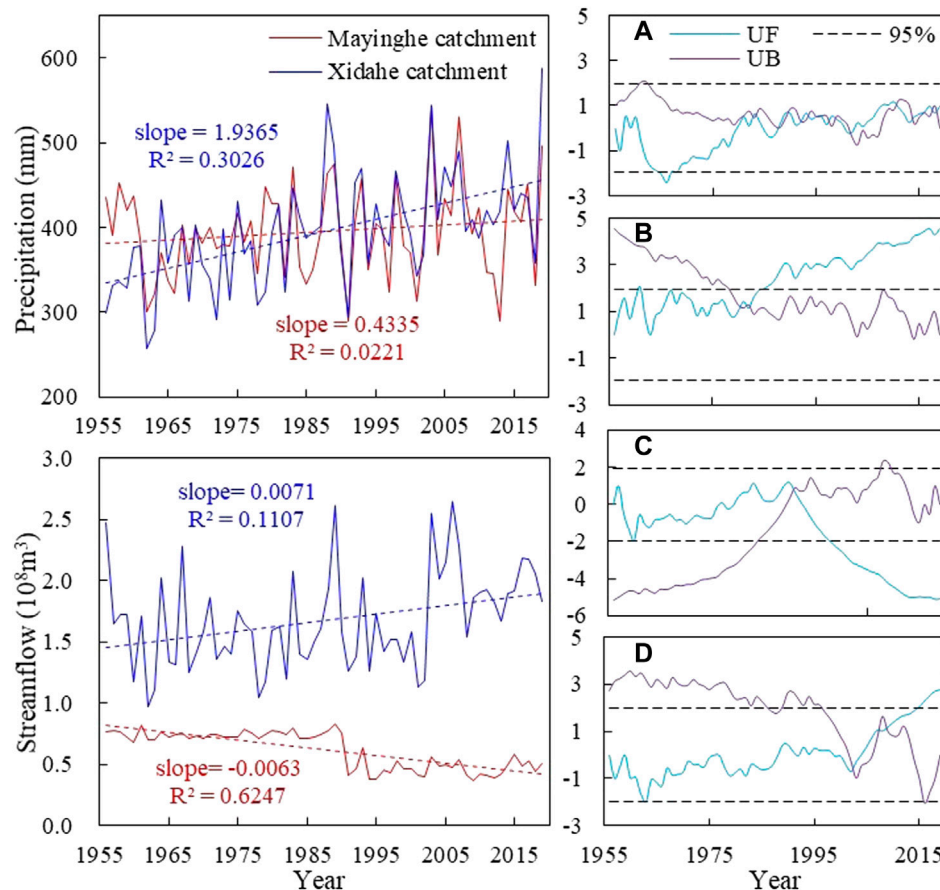 Precipitation (mm)
600
500
400
300
200
Mayinghe catchment
Xidahe catchment
slope = 1.9365
R² = 0.3026
slope = 0.4335
R² = 0.0221
1955 1965 1975 1985 1995 2005 2015
Streamflow (10⁸m³)
3.0
2.5
2.0
1.5
1.0
0.5
0.0
slope= 0.0071
R² = 0.1107
slope= -0.0063
R² = 0.6247
1955 1965 1975 1985 1995 2005 2015
Year
A
UF
UB
95%
5
3
1
-1
-3
B
5
3
1
-1
-3
C
4
2
0
-2
-4
-6
D
5
3
1
-1
-3
1955 1975 1995 2015
Year